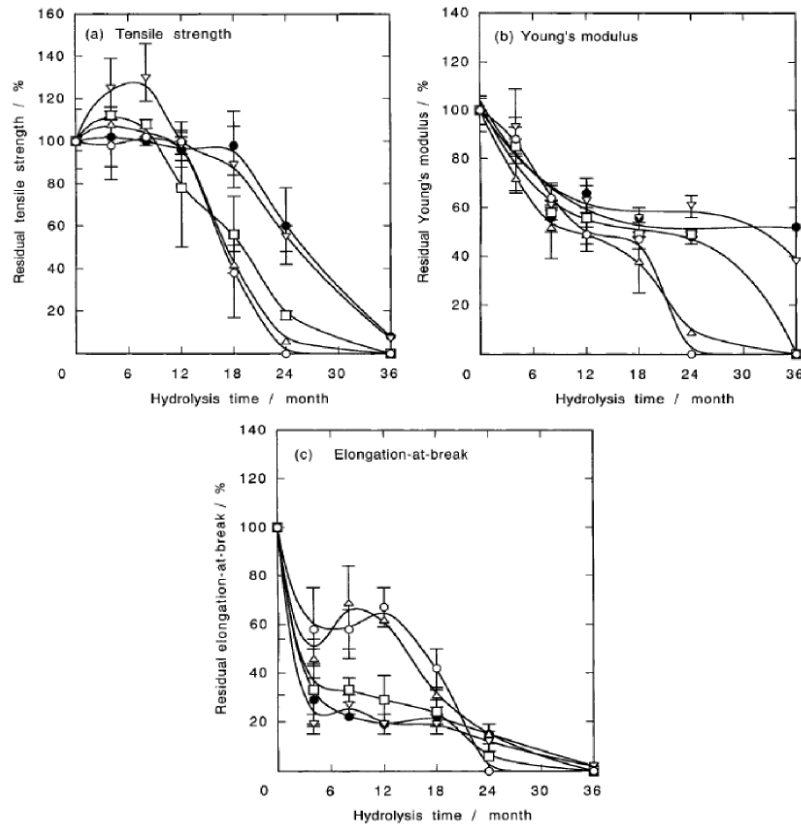 (a) Tensile strength
Residual tensile strength / %
160
140
120
100
80
60
40
20
0 6 12 18 24 30 36
Hydrolysis time / month
(b) Young's modulus
Residual Young's modulus / %
140
120
100
80
60
40
20
0 6 12 18 24 30 36
Hydrolysis time / month
(c) Elongation-at-break
Residual elongation-at-break / %
140
120
100
80
60
40
20
0 6 12 18 24 30 36
Hydrolysis time / month